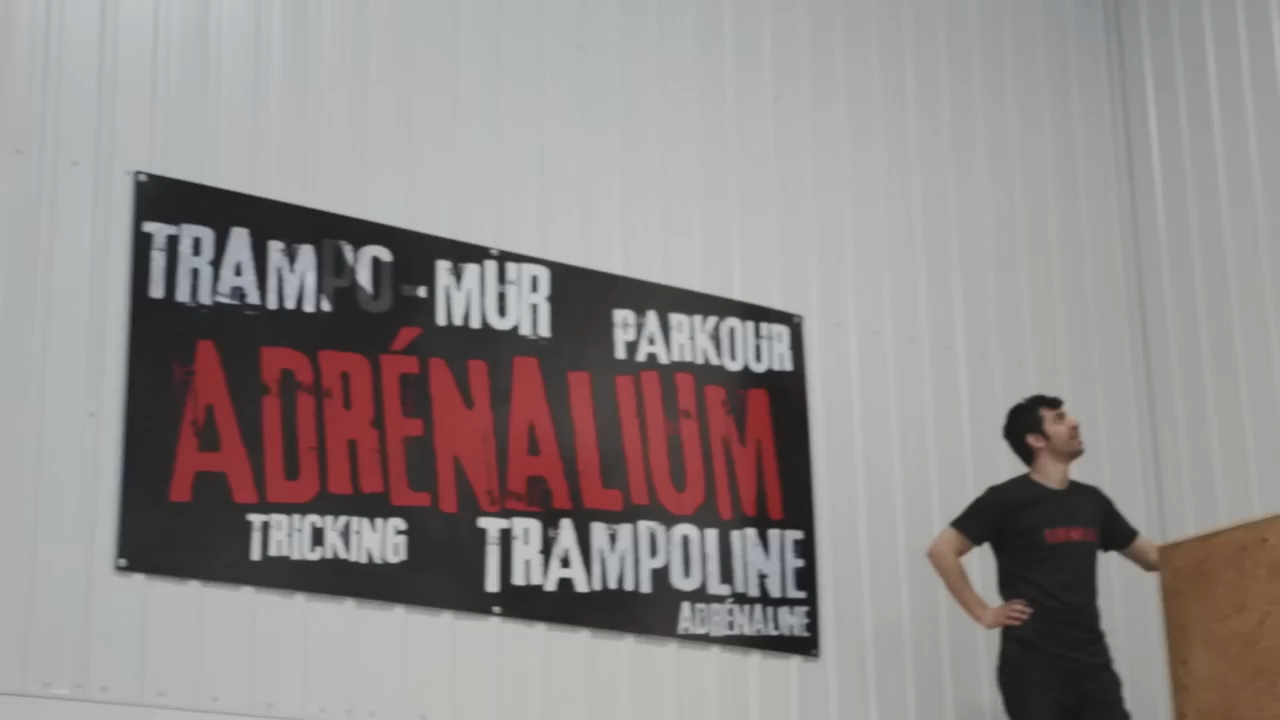 TRAMPO-MUR
PARKOUR
ADRÉNALIUM
TRICKING
TRAMPOLINE
ADRÉNALINE